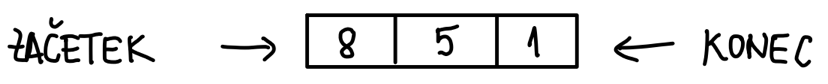 ZAČETEK → 8 5 1 ← KONEC